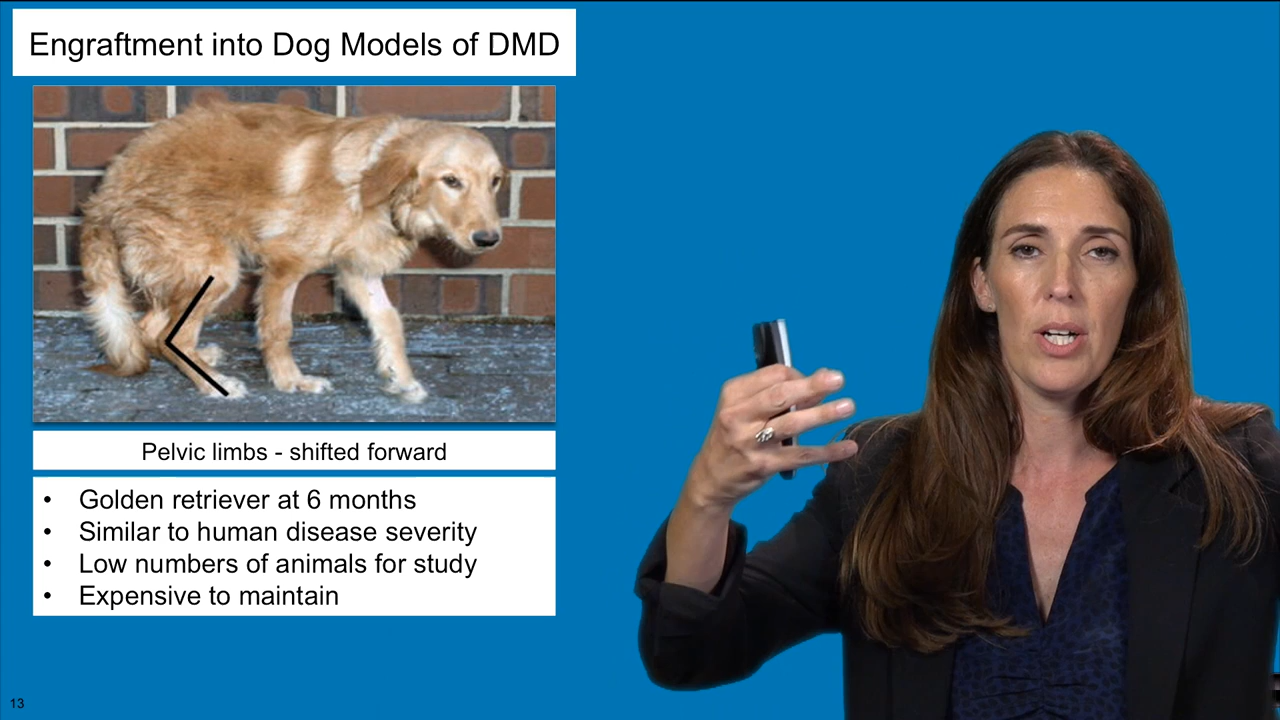 Engraftment into Dog Models of DMD
Pelvic limbs - shifted forward
• Golden retriever at 6 months
• Similar to human disease severity
• Low numbers of animals for study
• Expensive to maintain
13